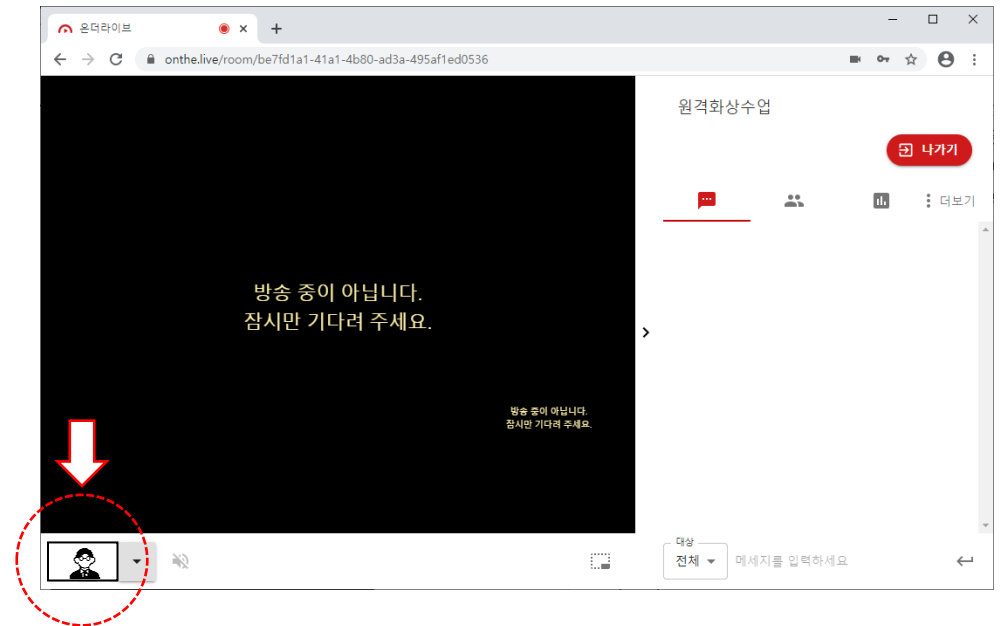 온더라이브
onthe.live/room/be7fd1a1-41a1-4b80-ad3a-495af1ed0536
원격화상수업
나가기
더보기
방송 중이 아닙니다.
잠시만 기다려 주세요.
방송 중이 아닙니다.
잠시만 기다려 주세요.
대상
전체
메세지를 입력하세요